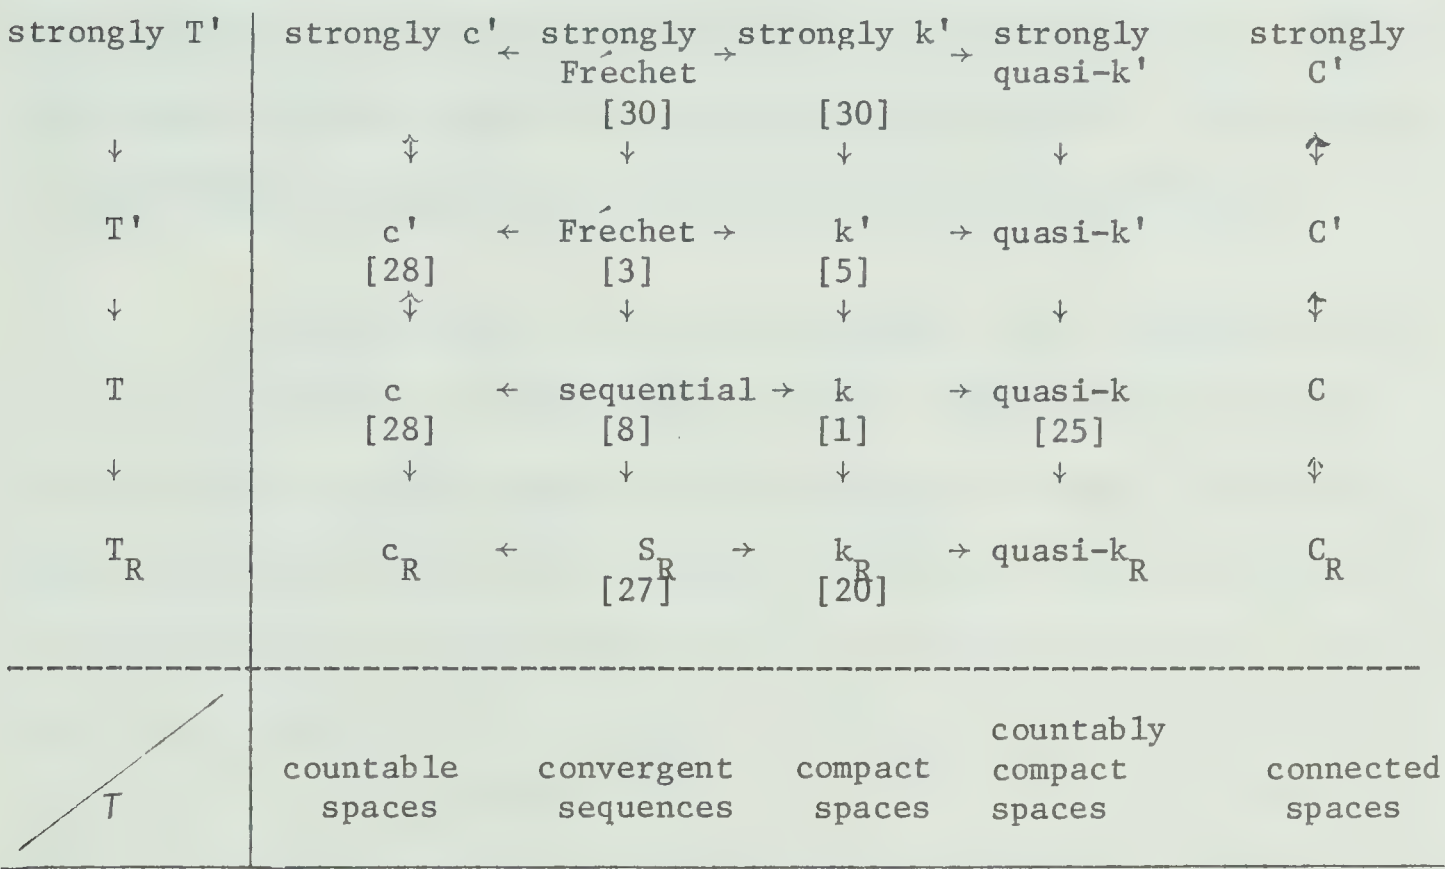 strongly T' strongly c' ← strongly → strongly k' → strongly strongly
Fréchet quasi-k' C'
[30] [30]
↓ ⇕ ↓ ↓ ↓ ⇕
T' c' ← Fréchet → k' → quasi-k' C'
[28] [3] [5]
↓ ⇕ ↓ ↓ ↓ ⇕
T c ← sequential → k → quasi-k C
[28] [8] [1] [25]
↓ ↓ ↓ ↓ ↓ ⇕
T_R c_R ← S_R → k_R → quasi-k_R C_R
[27] [20]
countably
countable convergent compact compact connected
T spaces sequences spaces spaces spaces